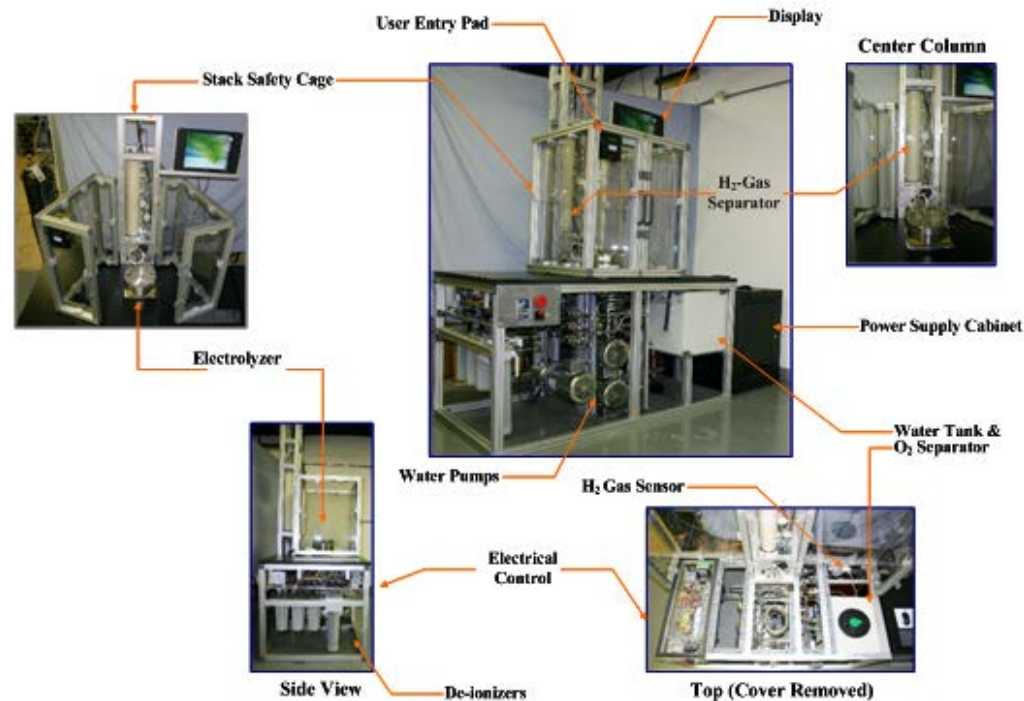 User Entry Pad
Display
Center Column
Stack Safety Cage
H₂-Gas
Separator
Power Supply Cabinet
Electrolyzer
Water Tank &
O₂ Separator
Water Pumps
H₂ Gas Sensor
Electrical
Control
Side View
De-ionizers
Top (Cover Removed)